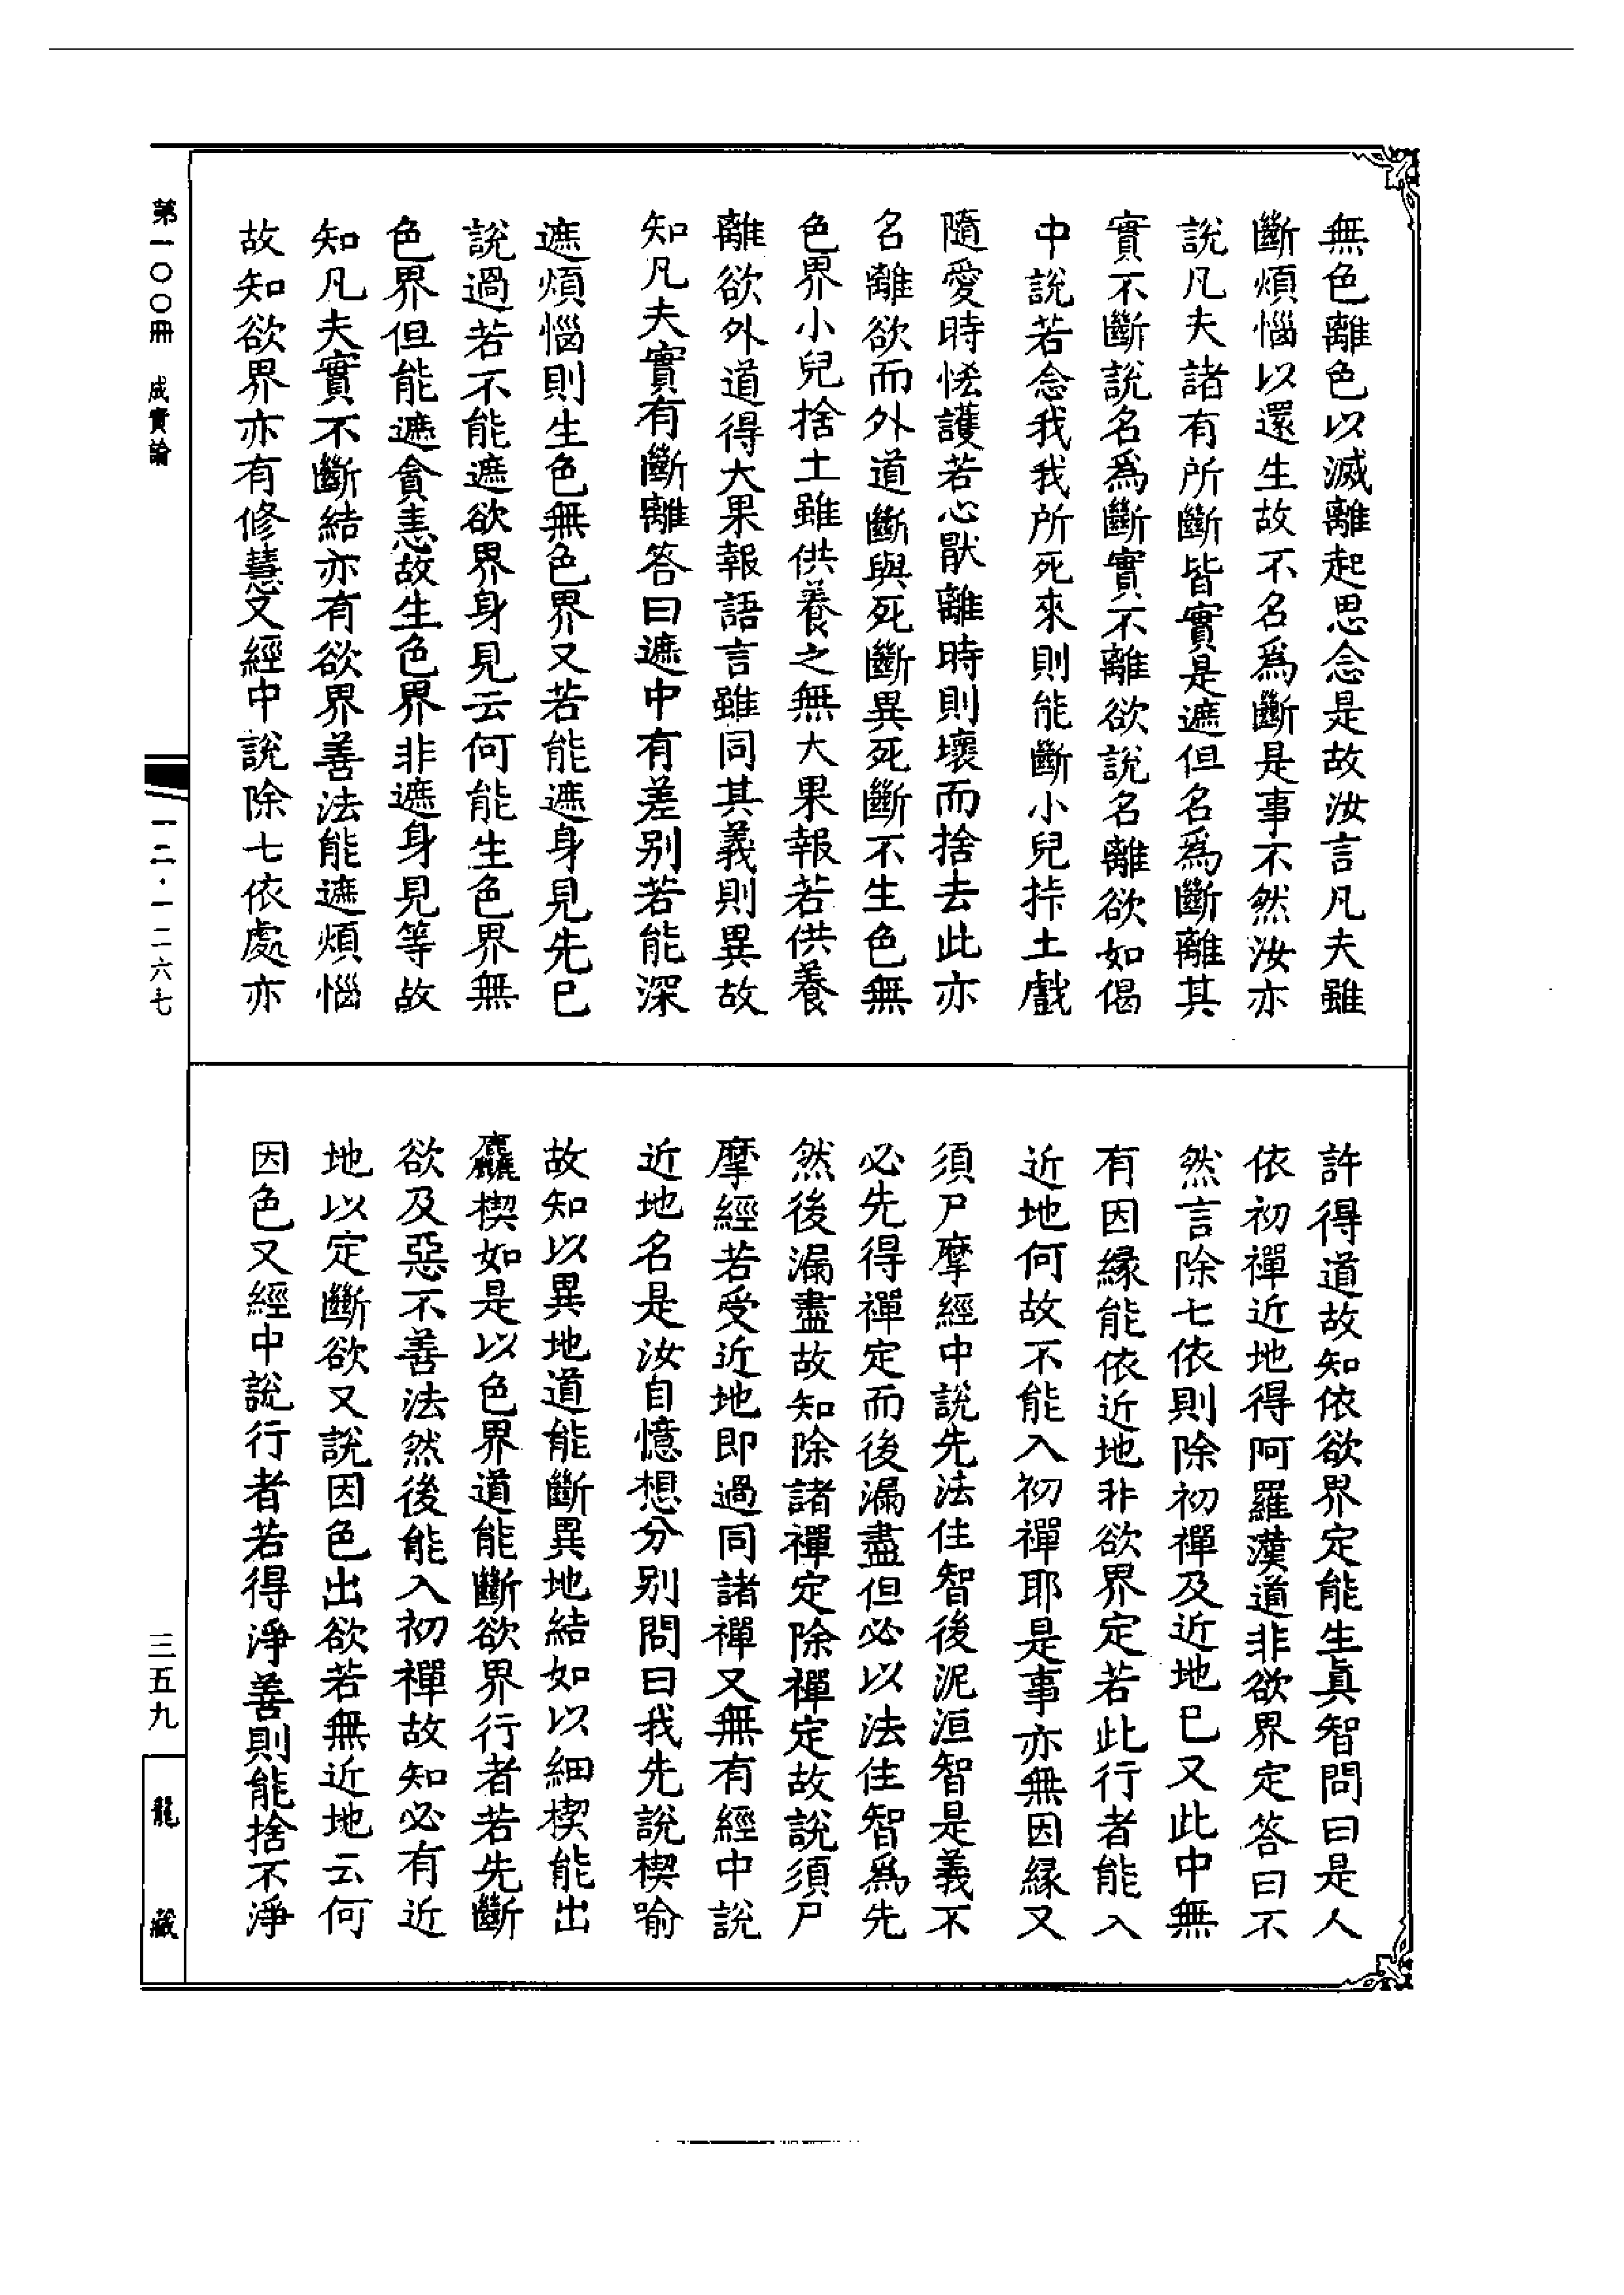 無色離色以滅離起思念是故汝言凡夫雖
斷煩惱以還生故不名爲斷是事不然汝亦
說凡夫諸有所斷皆實是遮但名爲斷離其
實不斷說名爲斷實不離欲說名離欲如偈
中說若念我我所死來則能斷小兒㧌土戲
隨愛時恡護若心猒離時則壞而捨去此亦
名離欲而外道斷與死斷異死斷不生色無
色界小兒捨土雖供養之無大果報若供養
離欲外道得大果報語言雖同其義則異故
知凡夫實有斷離答曰遮中有差别若能深
遮煩惱則生色無色界又若能遮身見先已
說過若不能遮欲界身見云何能生色界無
色界但能遮貪恚故生色界非遮身見等故
知凡夫實不斷結亦有欲界善法能遮煩惱
故知欲界亦有修慧又經中說除七依處亦
許得道故知依欲界定能生眞智問曰是人
依初禪近地得阿羅漢道非欲界定答曰不
然言除七依則除初禪及近地已又此中無
有因緣能依近地非欲界定若此行者能入
近地何故不能入初禪耶是事亦無因緣又
須尸摩經中說先法住智後泥洹智是義不
必先得禪定而後漏盡但必以法住智爲先
然後漏盡故知除諸禪定除禪定故說須尸
摩經若受近地即過同諸禪又無有經中說
近地名是汝自憶想分别問曰我先說楔喻
故知以異地道能斷異地結如以細楔能出
麤楔如是以色界道能斷欲界行者若先斷
欲及惡不善法然後能入初禪故知必有近
地以定斷欲又說因色出欲若無近地云何
因色又經中說行者若得淨善則能捨不淨
第一〇〇冊 成實論
一二·一二六七
三五九
龍藏